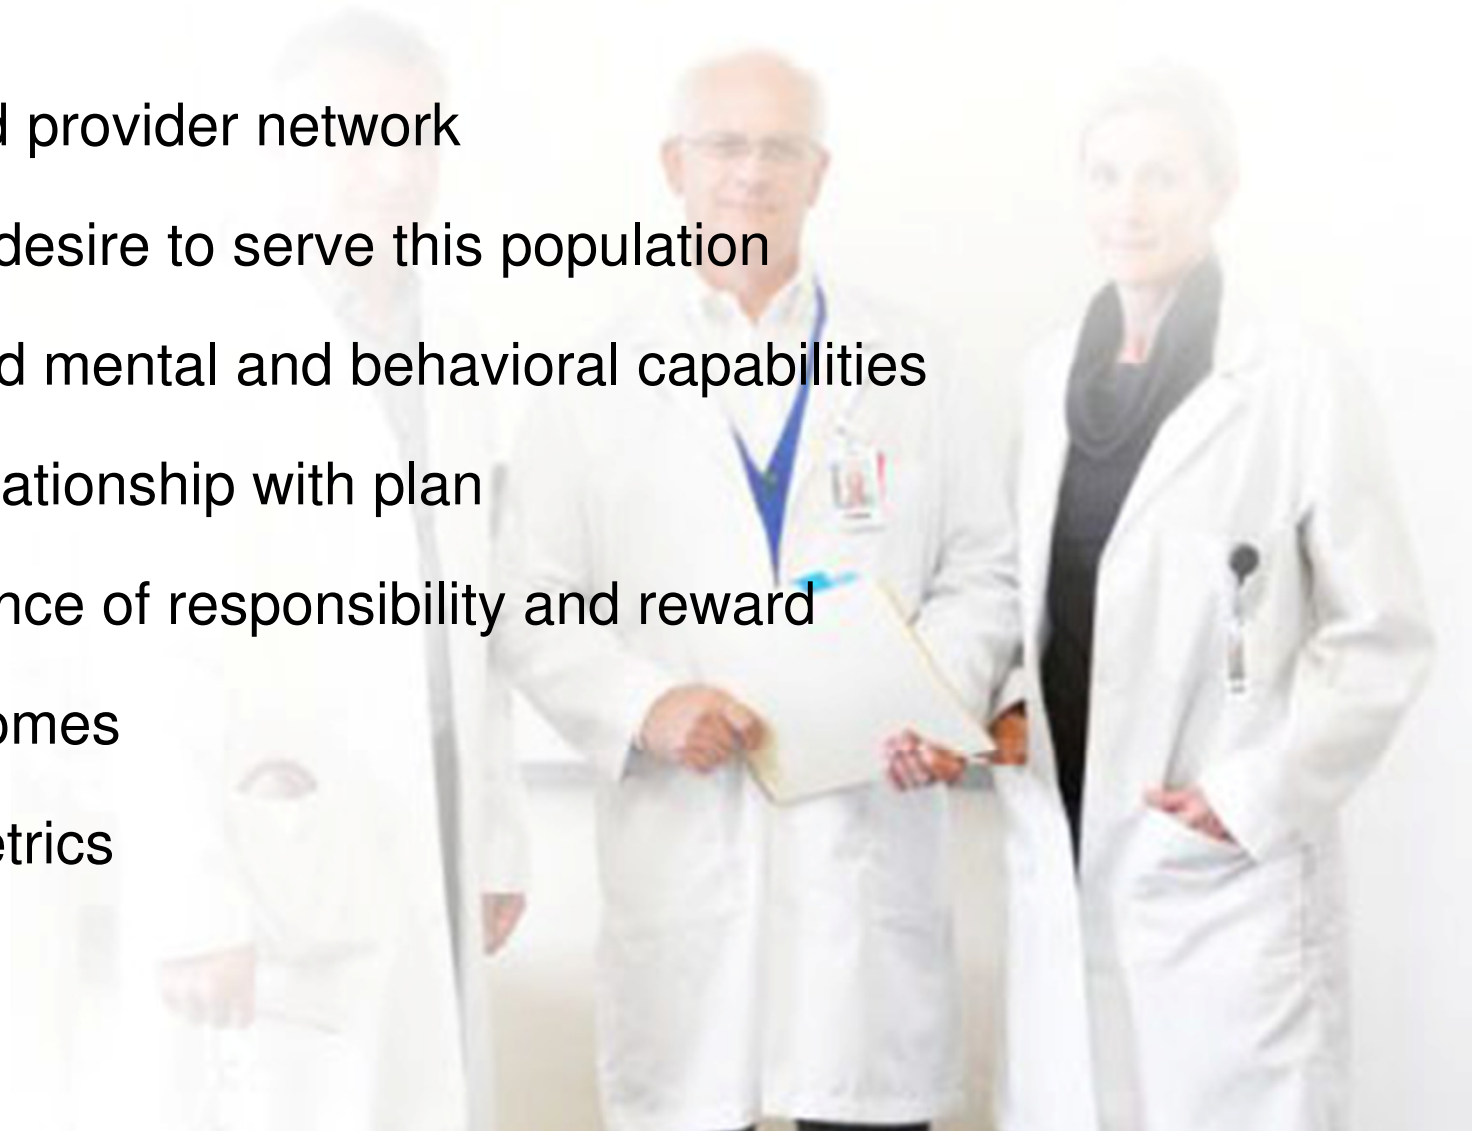 d provider network
desire to serve this population
d mental and behavioral capabilities
ationship with plan
nce of responsibility and reward
omes
etrics